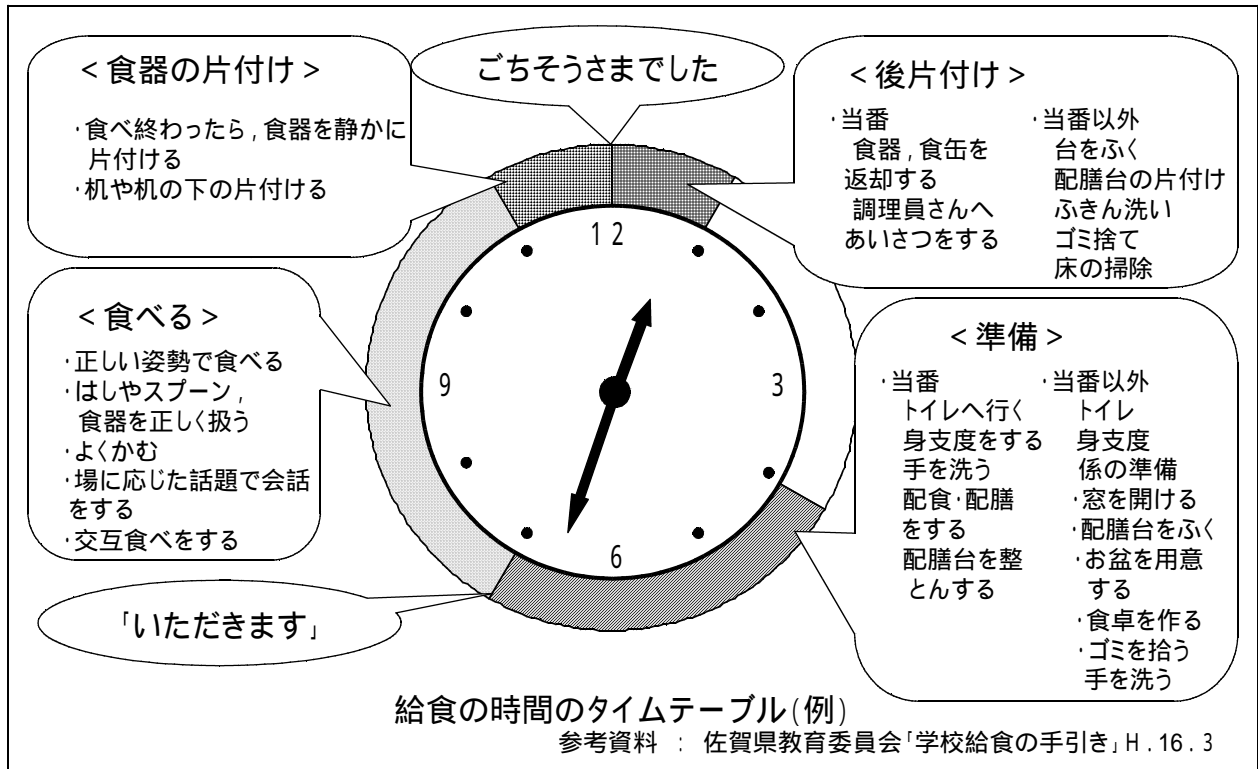 <食器の片付け>
・食べ終わったら,食器を静かに
片付ける
・机や机の下の片付ける
ごちそうさまでした
<後片付け>
・当番
食器,食缶を
返却する
調理員さんへ
あいさつをする
・当番以外
台をふく
配膳台の片付け
ふきん洗い
ゴミ捨て
床の掃除
<食べる>
・正しい姿勢で食べる
・はしやスプーン,
食器を正しく扱う
・よくかむ
・場に応じた話題で会話
をする
・交互食べをする
「いただきます」
12
3
6
9
<準備>
・当番
トイレへ行く
身支度をする
手を洗う
配食・配膳
をする
配膳台を整
とんする
・当番以外
トイレ
身支度
係の準備
・窓を開ける
・配膳台をふく
・お盆を用意
する
・食卓を作る
・ゴミを拾う
手を洗う
給食の時間のタイムテーブル(例)
参考資料 : 佐賀県教育委員会「学校給食の手引き」H.16.3